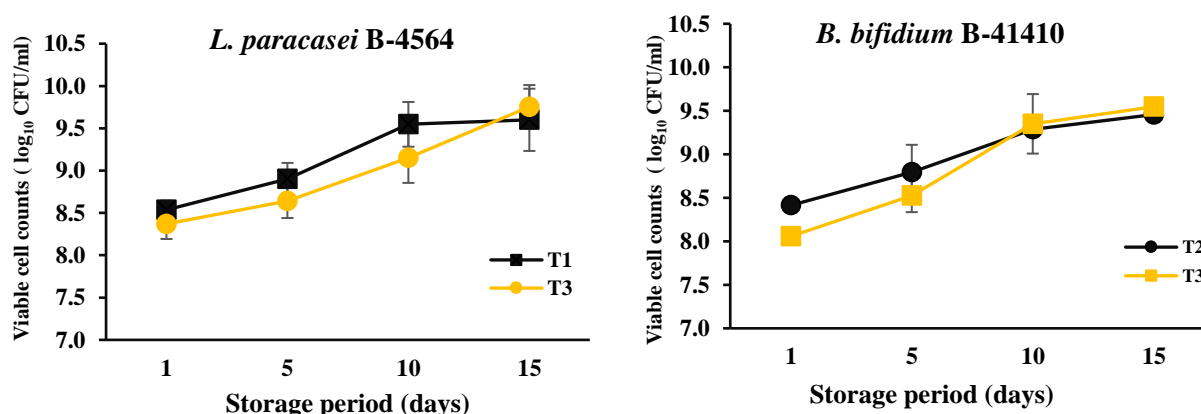 L. paracasei B-4564
Viable cell counts ( log10 CFU/ml)
10.5
10.0
9.5
9.0
8.5
8.0
7.5
7.0
T1
T3
1 5 10 15
Storage period (days)
B. bifidium B-41410
Viable cell counts ( log10 CFU/ml)
10.5
10.0
9.5
9.0
8.5
8.0
7.5
7.0
T2
T3
1 5 10 15
Storage period (days)